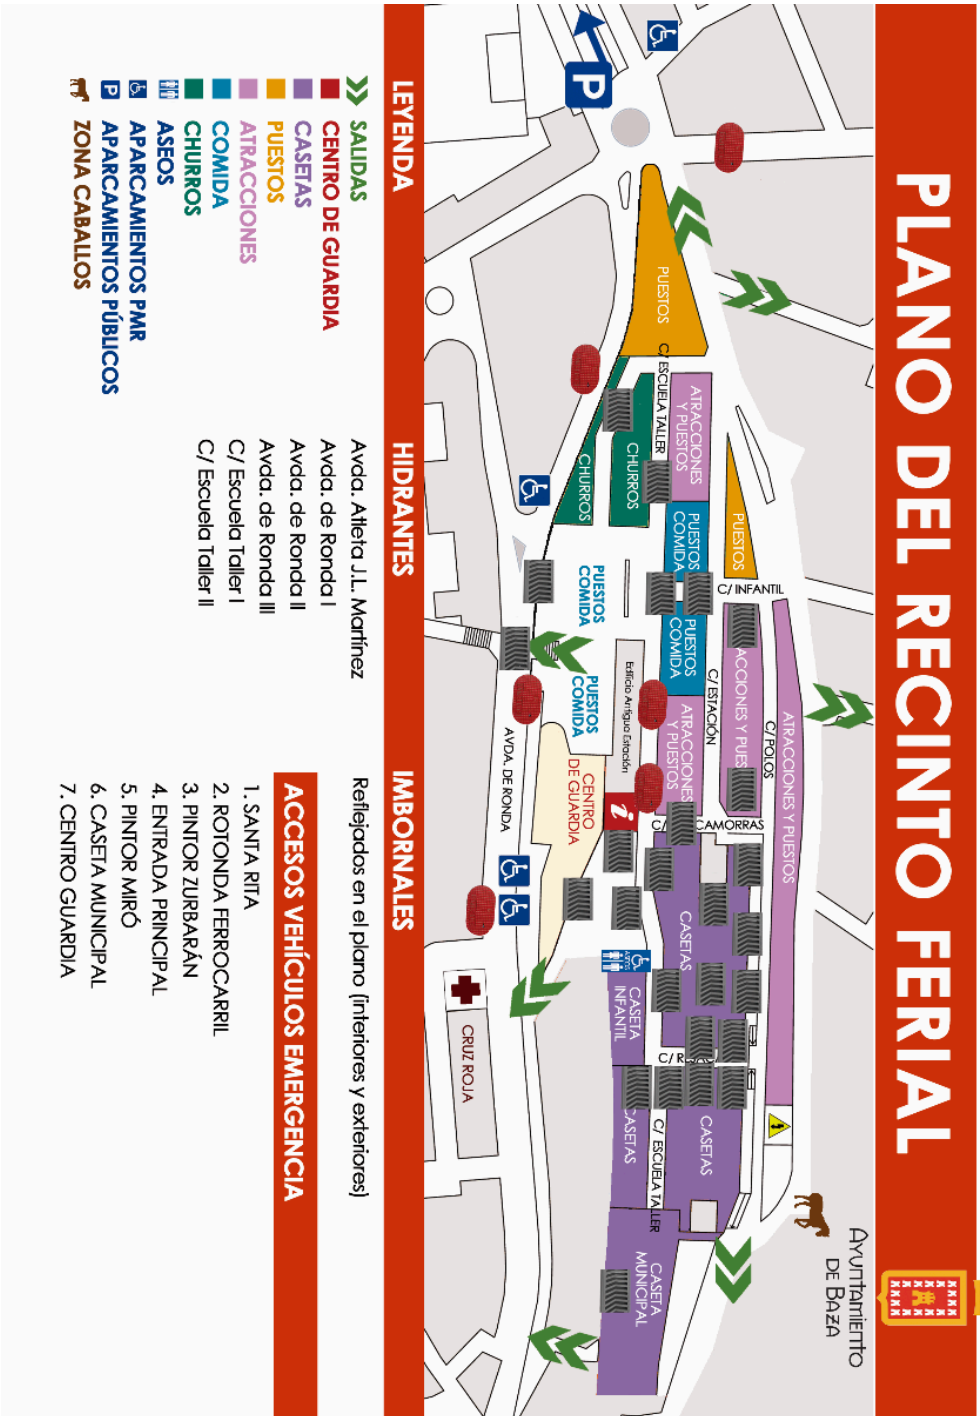 PLANO DEL RECINTO FERIAL
AYUNTAMIENTO
DE BAZA
P
PUESTOS
C/ ESCUELA TALLER
ATRACCIONES
Y PUESTOS
CHURROS
CHURROS
PUESTOS
PUESTOS
COMIDA
C/ INFANTIL
PUESTOS
COMIDA
PUESTOS
COMIDA
PUESTOS
COMIDA
Edificio Antigua Estación
C/ ESTACIÓN
ACCIONES Y PUES
C/ POLOS
ATRACCIONES Y PUESTOS
ATRACCIONES
Y PUESTOS
AVDA. DE RONDA
CENTRO
DE GUARDIA
i
C/
CAMORRAS
CASETAS
ASEOS
CASETA
INFANTIL
CRUZ ROJA
CASETAS
C/ ESCUELA TALLER
CASETAS
CASETA
MUNICIPAL
LEYENDA
SALIDAS
CENTRO DE GUARDIA
CASETAS
PUESTOS
ATRACCIONES
COMIDA
CHURROS
ASEOS
APARCAMIENTOS PMR
P APARCAMIENTOS PÚBLICOS
ZONA CABALLOS
HIDRANTES
Avda. Atleta J.L. Martínez
Avda. de Ronda I
Avda. de Ronda II
Avda. de Ronda III
C/ Escuela Taller I
C/ Escuela Taller II
IMBORNALES
Reflejados en el plano (interiores y exteriores)
ACCESOS VEHÍCULOS EMERGENCIA
1. SANTA RITA
2. ROTONDA FERROCARRIL
3. PINTOR ZURBARÁN
4. ENTRADA PRINCIPAL
5. PINTOR MIRÓ
6. CASETA MUNICIPAL
7. CENTRO GUARDIA